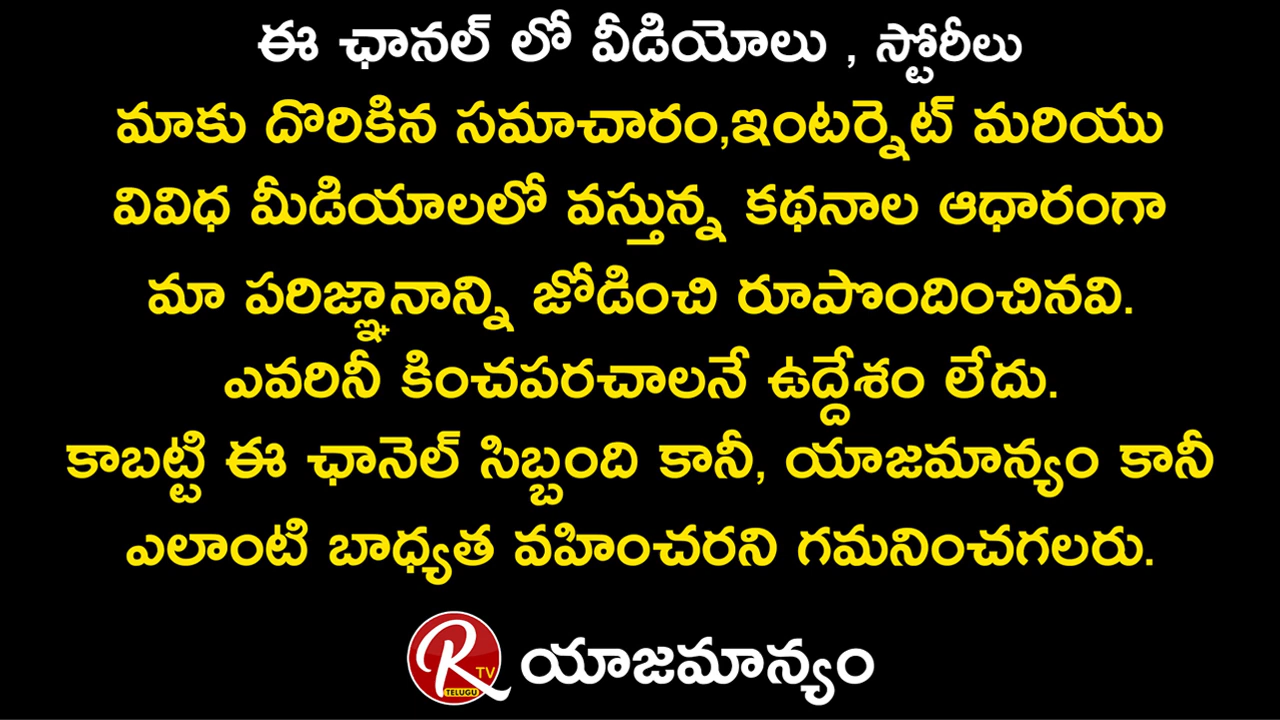 ఈ ఛానల్ లో వీడియోలు , స్టోరీలు
మాకు దొరికిన సమాచారం,ఇంటర్నెట్ మరియు
వివిధ మీడియాలలో వస్తున్న కథనాల ఆధారంగా
మా పరిజ్ఞానాన్ని జోడించి రూపొందించినవి.
ఎవరినీ కించపరచాలనే ఉద్దేశం లేదు.
కాబట్టి ఈ ఛానెల్ సిబ్బంది కానీ, యాజమాన్యం కానీ
ఎలాంటి బాధ్యత వహించరని గమనించగలరు.
R TV TELUGU యాజమాన్యం